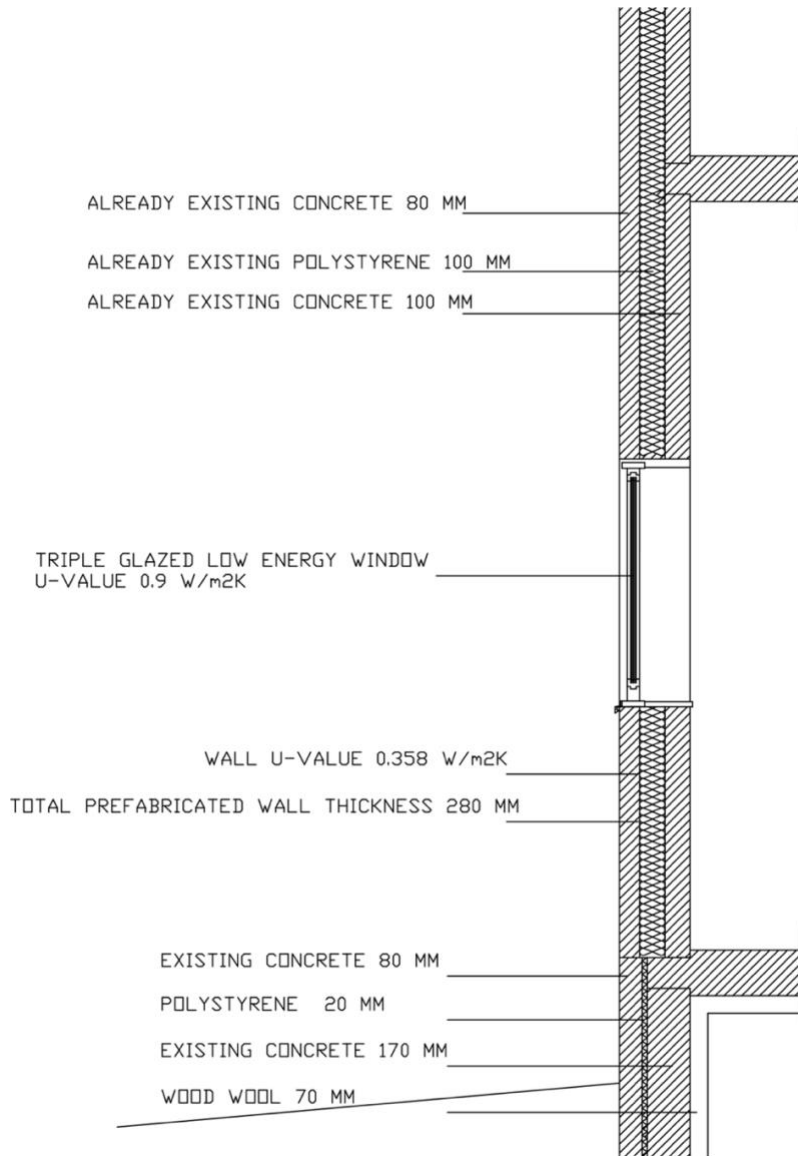 ALREADY EXISTING CONCRETE 80 MM
ALREADY EXISTING POLYSTYRENE 100 MM
ALREADY EXISTING CONCRETE 100 MM
TRIPLE GLAZED LOW ENERGY WINDOW
U-VALUE 0.9 W/m2K
WALL U-VALUE 0.358 W/m2K
TOTAL PREFABRICATED WALL THICKNESS 280 MM
EXISTING CONCRETE 80 MM
POLYSTYRENE 20 MM
EXISTING CONCRETE 170 MM
WOOD WOOL 70 MM